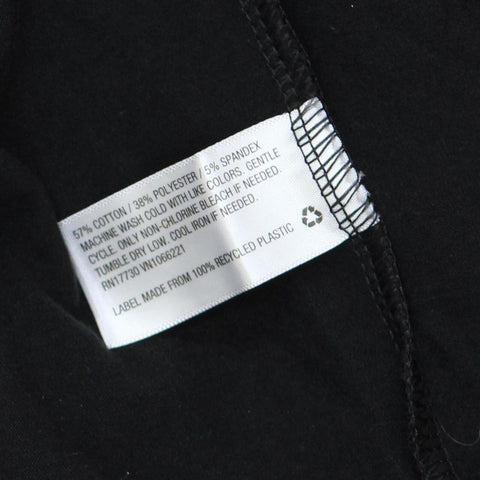 57% COTTON / 38% POLYESTER / 5% SPANDEX
MACHINE WASH COLD WITH LIKE COLORS. GENTLE
CYCLE. ONLY NON-CHLORINE BLEACH IF NEEDED.
TUMBLE DRY LOW. COOL IRON IF NEEDED.
RN17730 VN1066221
LABEL MADE FROM 100% RECYCLED PLASTIC